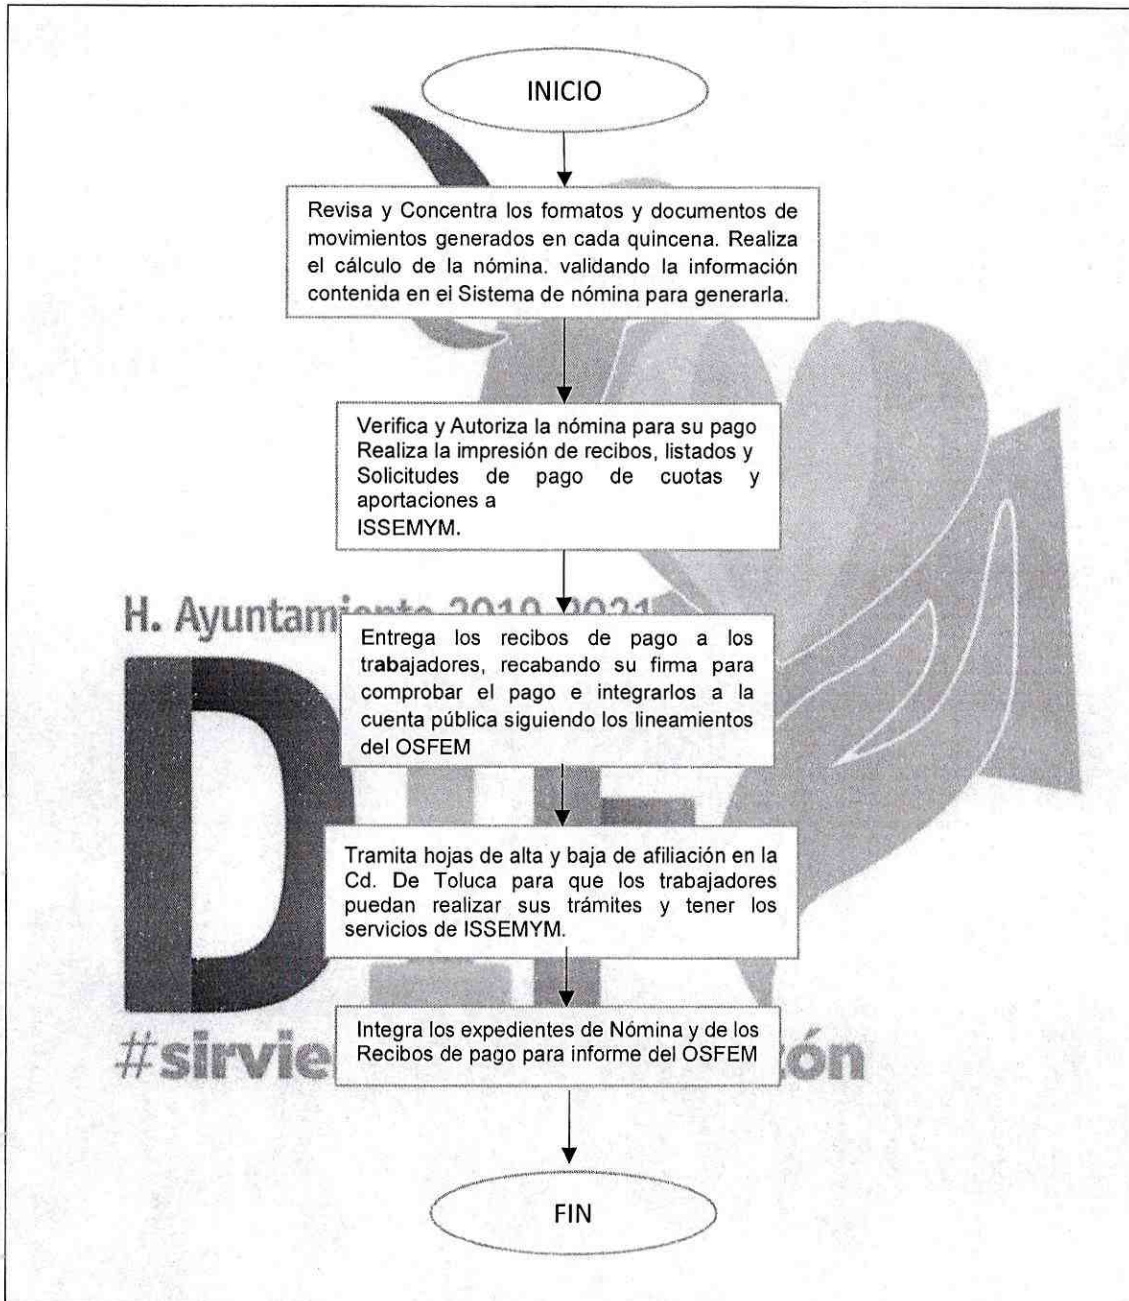 INICIO
Revisa y Concentra los formatos y documentos de
movimientos generados en cada quincena. Realiza
el cálculo de la nómina. validando la información
contenida en el Sistema de nómina para generarla.
Verifica y Autoriza la nómina para su pago
Realiza la impresión de recibos, listados y
Solicitudes de pago de cuotas y
aportaciones a
ISSEMYM.
H. Ayuntamiento 2019-2021
Entrega los recibos de pago a los
trabajadores, recabando su firma para
comprobar el pago e integrarlos a la
cuenta pública siguiendo los lineamientos
del OSFEM
DIF
Tramita hojas de alta y baja de afiliación en la
Cd. De Toluca para que los trabajadores
puedan realizar sus trámites y tener los
servicios de ISSEMYM.
Integra los expedientes de Nómina y de los
Recibos de pago para informe del OSFEM
#sirvie
zón
FIN